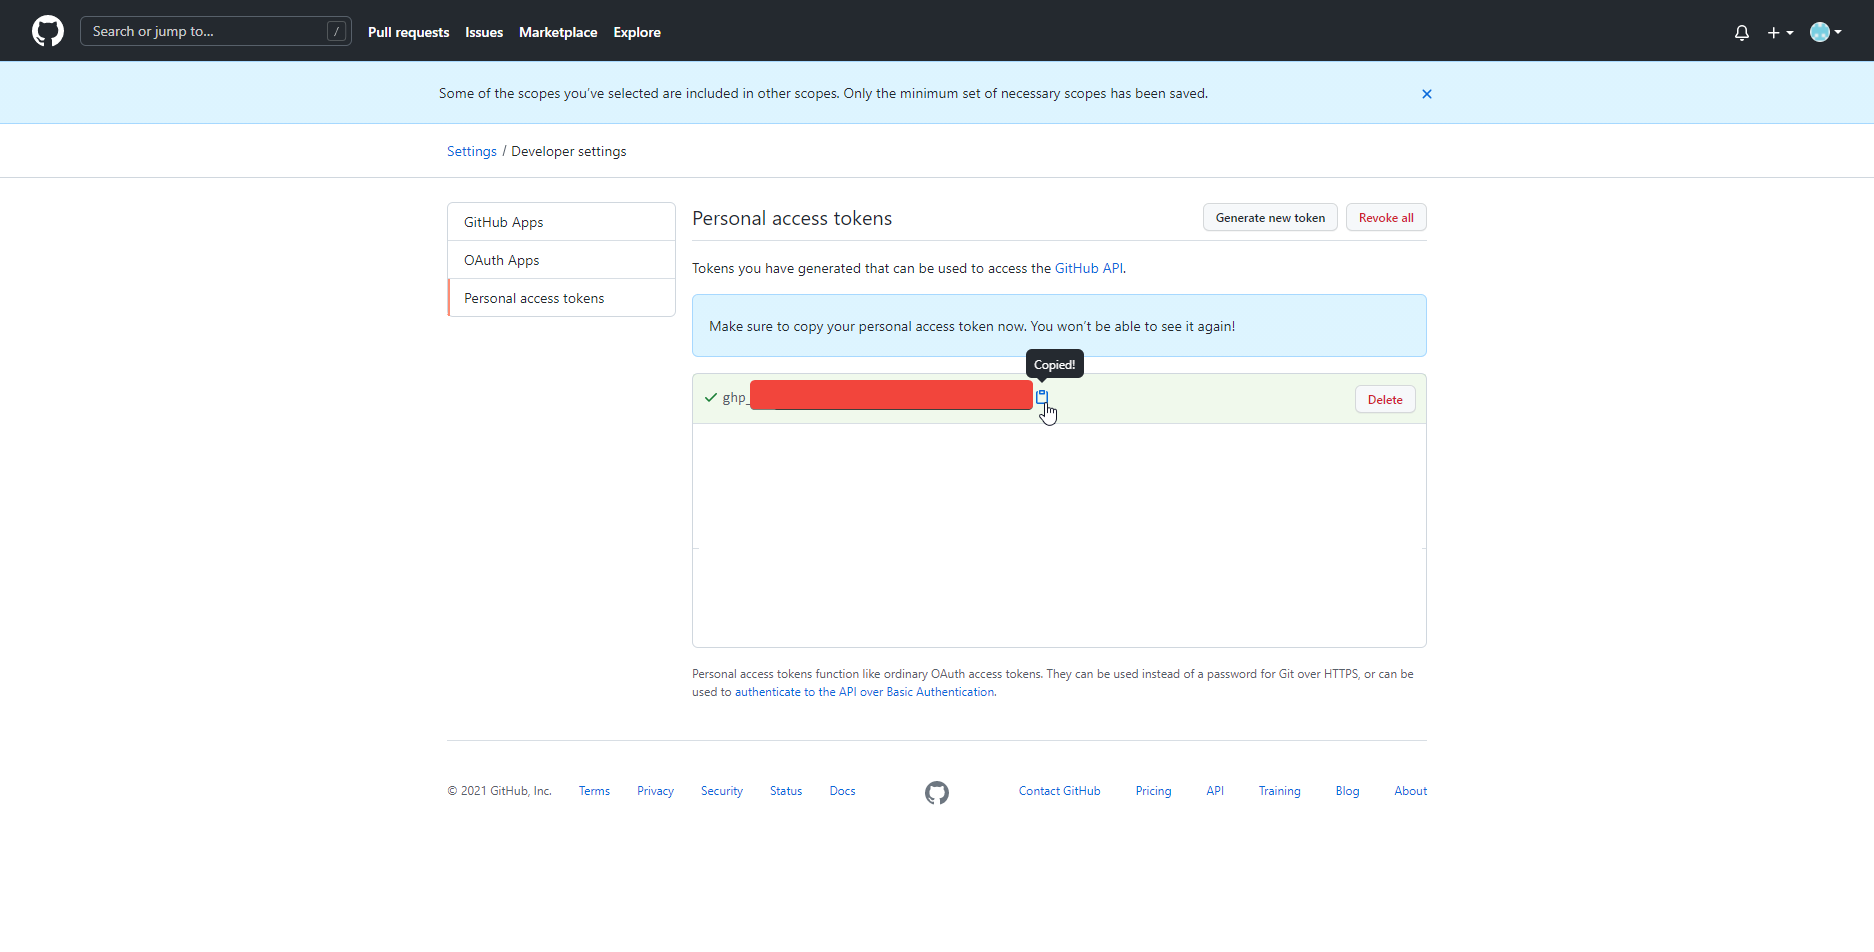 Search or jump to...
/
Pull requests
Issues
Marketplace
Explore
Some of the scopes you've selected are included in other scopes. Only the minimum set of necessary scopes has been saved.
Settings / Developer settings
GitHub Apps
OAuth Apps
Personal access tokens
Personal access tokens
Generate new token
Revoke all
Tokens you have generated that can be used to access the GitHub API.
Make sure to copy your personal access token now. You won't be able to see it again!
Copied!
ghp_
Delete
Personal access tokens function like ordinary OAuth access tokens. They can be used instead of a password for Git over HTTPS, or can be
used to authenticate to the API over Basic Authentication.
© 2021 GitHub, Inc.
Terms
Privacy
Security
Status
Docs
Contact GitHub
Pricing
API
Training
Blog
About